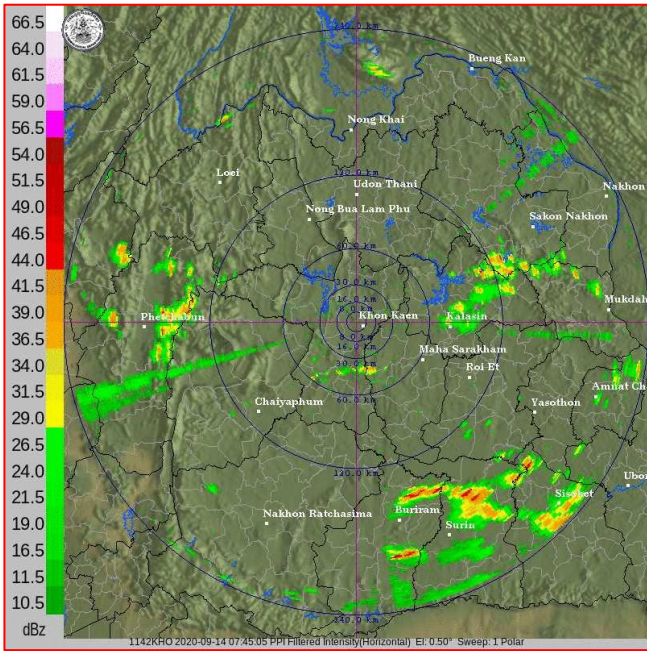 66.5
64.0
61.5
59.0
56.5
54.0
51.5
49.0
46.5
44.0
41.5
39.0
36.5
34.0
31.5
29.0
26.5
24.0
21.5
19.0
16.5
11.5
10.5
dBz
Bueng Kan
Nong Khai
Loei
Udon Thani
Nakhon
Nong Bua Lam Phu
Sakon Nakhon
Mukdah
Phetchabun
Khon Kaen
Kalasin
Maha Sarakham
Roi Et
Amnat Ch
Chaiyaphum
Yasothon
Ubon
Sisaket
Nakhon Ratchasima
Buriram
Surin
60.0 km
120.0 km
240.0 km
1142KHO 2020-09-14 07:45:05 PPI Filtered Intensity(Horizontal) El: 0.50° Sweep: 1 Polar